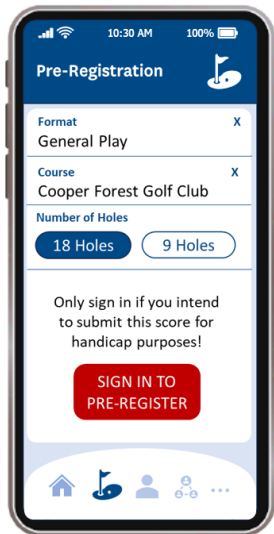 10:30 AM 100%
Pre-Registration
Format X
General Play
Course X
Cooper Forest Golf Club
Number of Holes
18 Holes 9 Holes
Only sign in if you intend
to submit this score for
handicap purposes!
SIGN IN TO
PRE-REGISTER